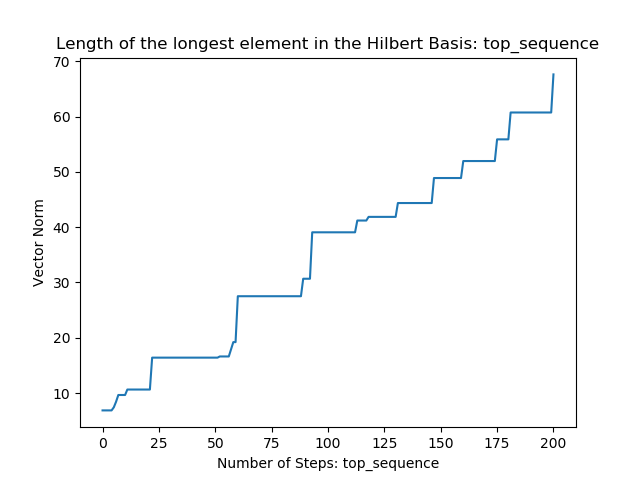 Length of the longest element in the Hilbert Basis: top_sequence
70
60
50
40
30
20
10
Vector Norm
0 25 50 75 100 125 150 175 200
Number of Steps: top_sequence